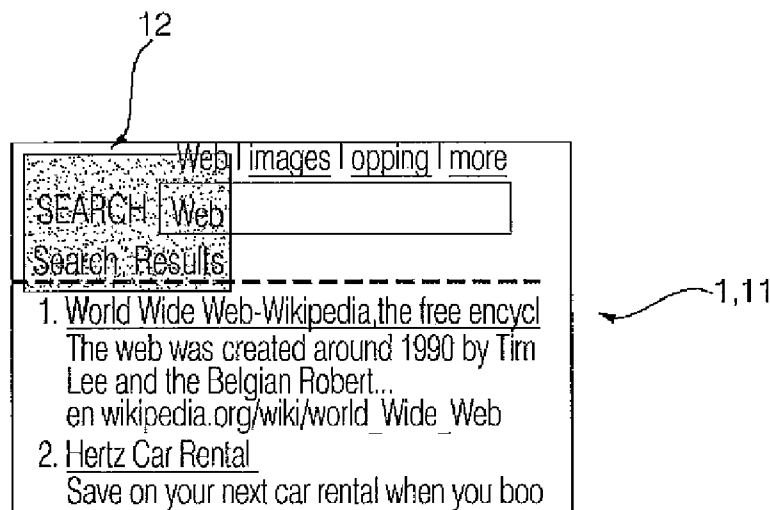 12
Web | images | opping | more
SEARCH Web
Search Results
1,11
1. World Wide Web-Wikipedia,the free encycl
The web was created around 1990 by Tim
Lee and the Belgian Robert...
en wikipedia.org/wiki/world_Wide_Web
2. Hertz Car Rental
Save on your next car rental when you boo